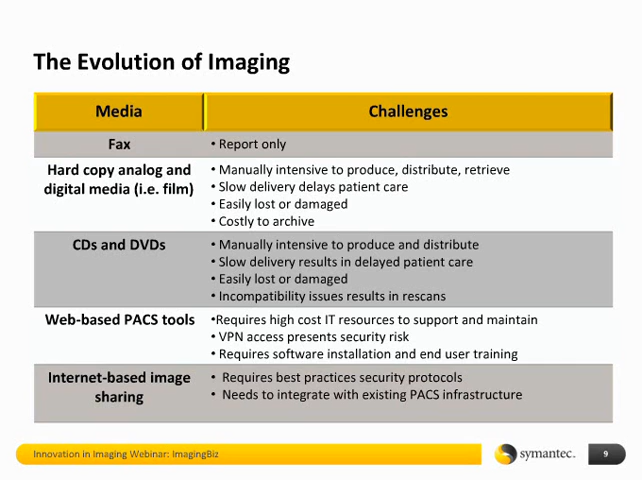 The Evolution of Imaging
Media
Challenges
Fax
• Report only
Hard copy analog and
digital media (i.e. film)
• Manually intensive to produce, distribute, retrieve
• Slow delivery delays patient care
• Easily lost or damaged
• Costly to archive
CDs and DVDs
• Manually intensive to produce and distribute
• Slow delivery results in delayed patient care
• Easily lost or damaged
• Incompatibility issues results in rescans
Web-based PACS tools
•Requires high cost IT resources to support and maintain
• VPN access presents security risk
• Requires software installation and end user training
Internet-based image
sharing
• Requires best practices security protocols
• Needs to integrate with existing PACS infrastructure
Innovation in Imaging Webinar: ImagingBiz
symantec.
9